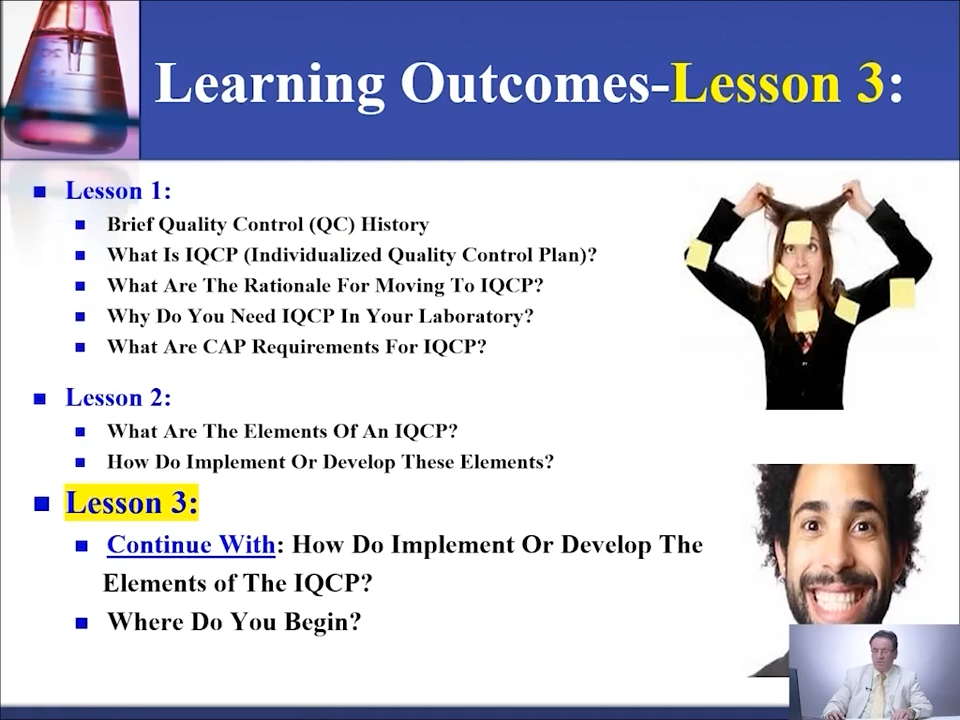 Learning Outcomes-Lesson 3:
Lesson 1:
Brief Quality Control (QC) History
What Is IQCP (Individualized Quality Control Plan)?
What Are The Rationale For Moving To IQCP?
Why Do You Need IQCP In Your Laboratory?
What Are CAP Requirements For IQCP?
Lesson 2:
What Are The Elements Of An IQCP?
How Do Implement Or Develop These Elements?
Lesson 3:
Continue With: How Do Implement Or Develop The
Elements of The IQCP?
Where Do You Begin?